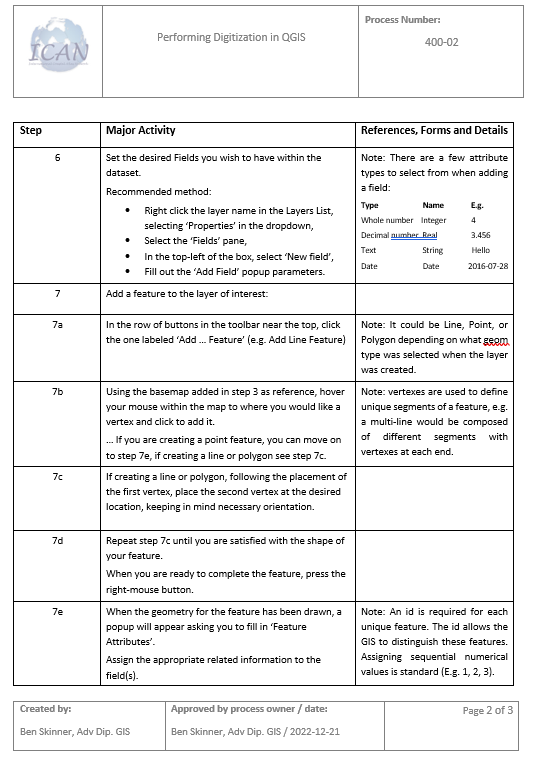 ICAN
Performing Digitization in QGIS
Process Number:
400-02
Step
Major Activity
References, Forms and Details
6
Set the desired Fields you wish to have within the
dataset.
Recommended method:
• Right click the layer name in the Layers List,
selecting 'Properties' in the dropdown,
• Select the 'Fields' pane,
• In the top-left of the box, select 'New field',
• Fill out the 'Add Field' popup parameters.
Note: There are a few attribute
types to select from when adding
a field:
Type Name E.g.
Whole number Integer 4
Decimal number Real 3.456
Text String Hello
Date Date 2016-07-28
7
Add a feature to the layer of interest:
7a
In the row of buttons in the toolbar near the top, click
the one labeled 'Add ... Feature' (e.g. Add Line Feature)
Note: It could be Line, Point, or
Polygon depending on what geom
type was selected when the layer
was created.
7b
Using the basemap added in step 3 as reference, hover
your mouse within the map to where you would like a
vertex and click to add it.
... If you are creating a point feature, you can move on
to step 7e, if creating a line or polygon see step 7c.
Note: vertexes are used to define
unique segments of a feature, e.g.
a multi-line would be composed
of different segments with
vertexes at each end.
7c
If creating a line or polygon, following the placement of
the first vertex, place the second vertex at the desired
location, keeping in mind necessary orientation.
7d
Repeat step 7c until you are satisfied with the shape of
your feature.
When you are ready to complete the feature, press the
right-mouse button.
7e
When the geometry for the feature has been drawn, a
popup will appear asking you to fill in 'Feature
Attributes'.
Assign the appropriate related information to the
field(s).
Note: An id is required for each
unique feature. The id allows the
GIS to distinguish these features.
Assigning sequential numerical
values is standard (E.g. 1, 2, 3).
Created by:
Ben Skinner, Adv Dip. GIS
Approved by process owner / date:
Ben Skinner, Adv Dip. GIS / 2022-12-21
Page 2 of 3